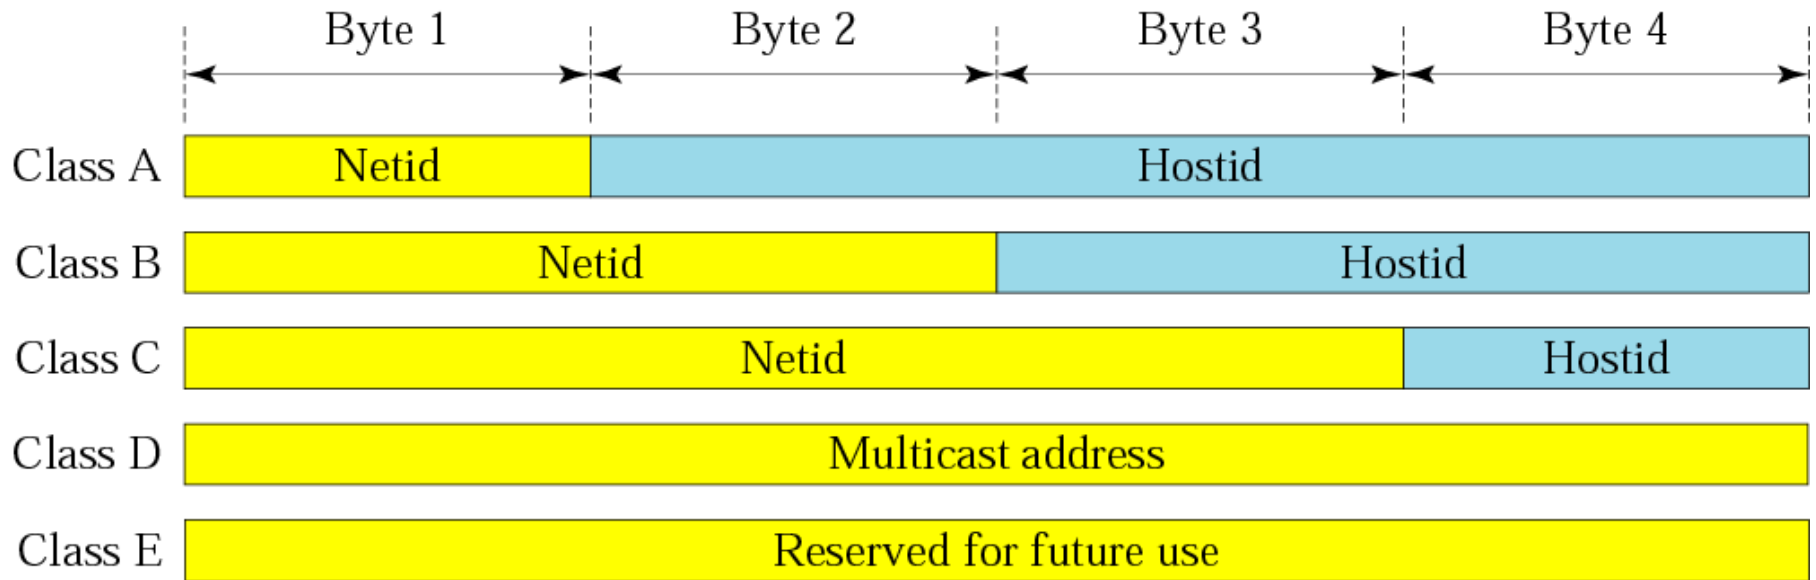 Byte 1 Byte 2 Byte 3 Byte 4
Class A Netid Hostid
Class B Netid Hostid
Class C Netid Hostid
Class D Multicast address
Class E Reserved for future use